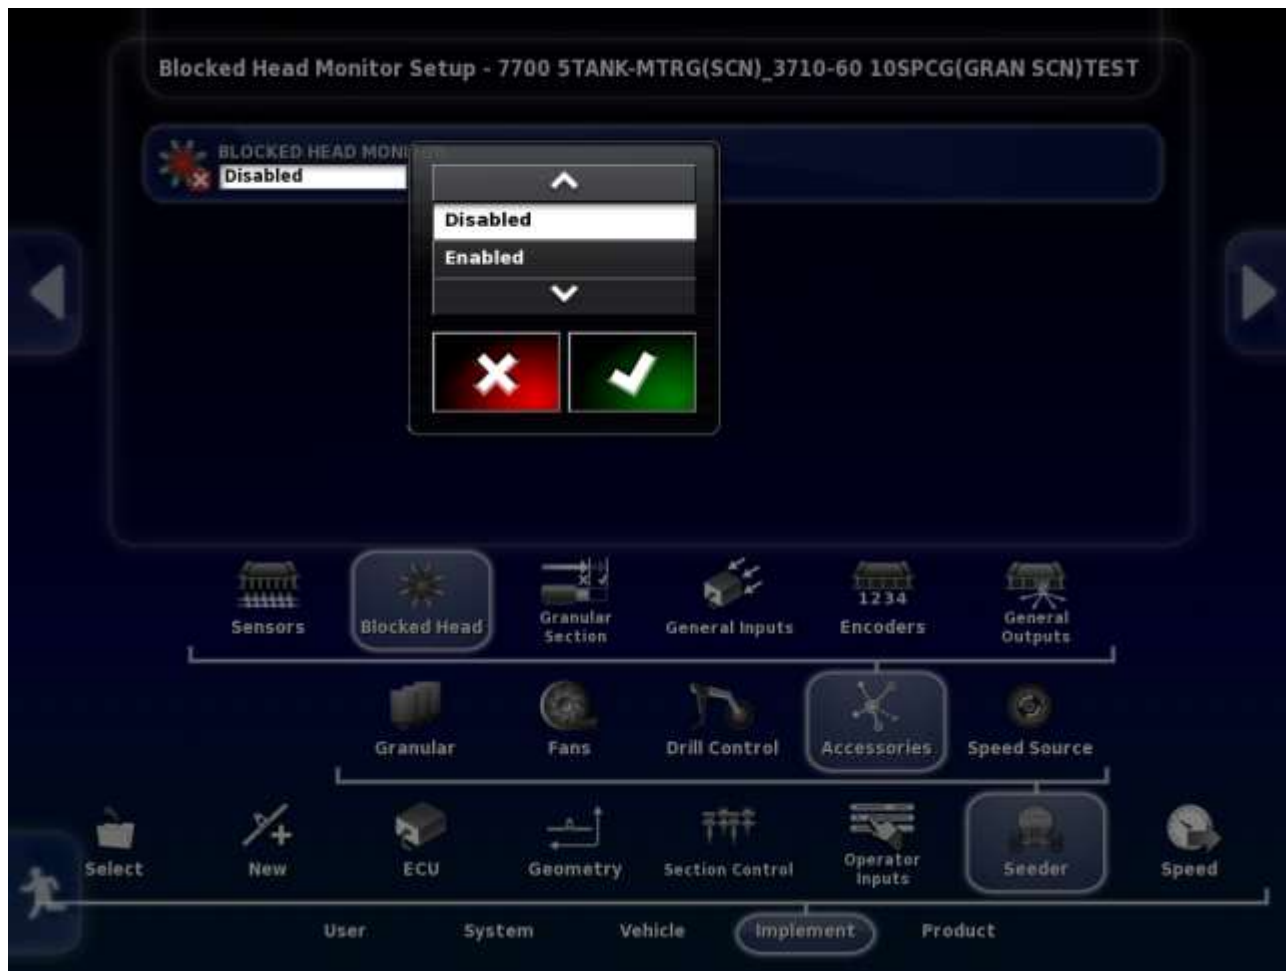 Blocked Head Monitor Setup - 7700 5TANK-MTRG(SCN)_3710-60 10SPCG(GRAN SCN)TEST
BLOCKED HEAD MONITOR
Disabled
Disabled
Enabled
1234
Sensors
Blocked Head
Granular
Section
General Inputs
Encoders
General
Outputs
Granular
Fans
Drill Control
Accessories
Speed Source
Select
New
ECU
Geometry
Section Control
Operator
Inputs
Seeder
Speed
User
System
Vehicle
Implement
Product